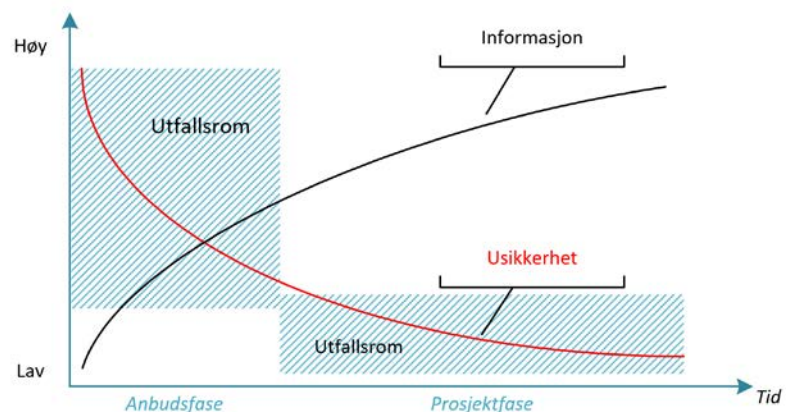 Høy
Informasjon
Utfallsrom
Usikkerhet
Utfallsrom
Lav
Anbudsfase
Prosjektfase
Tid